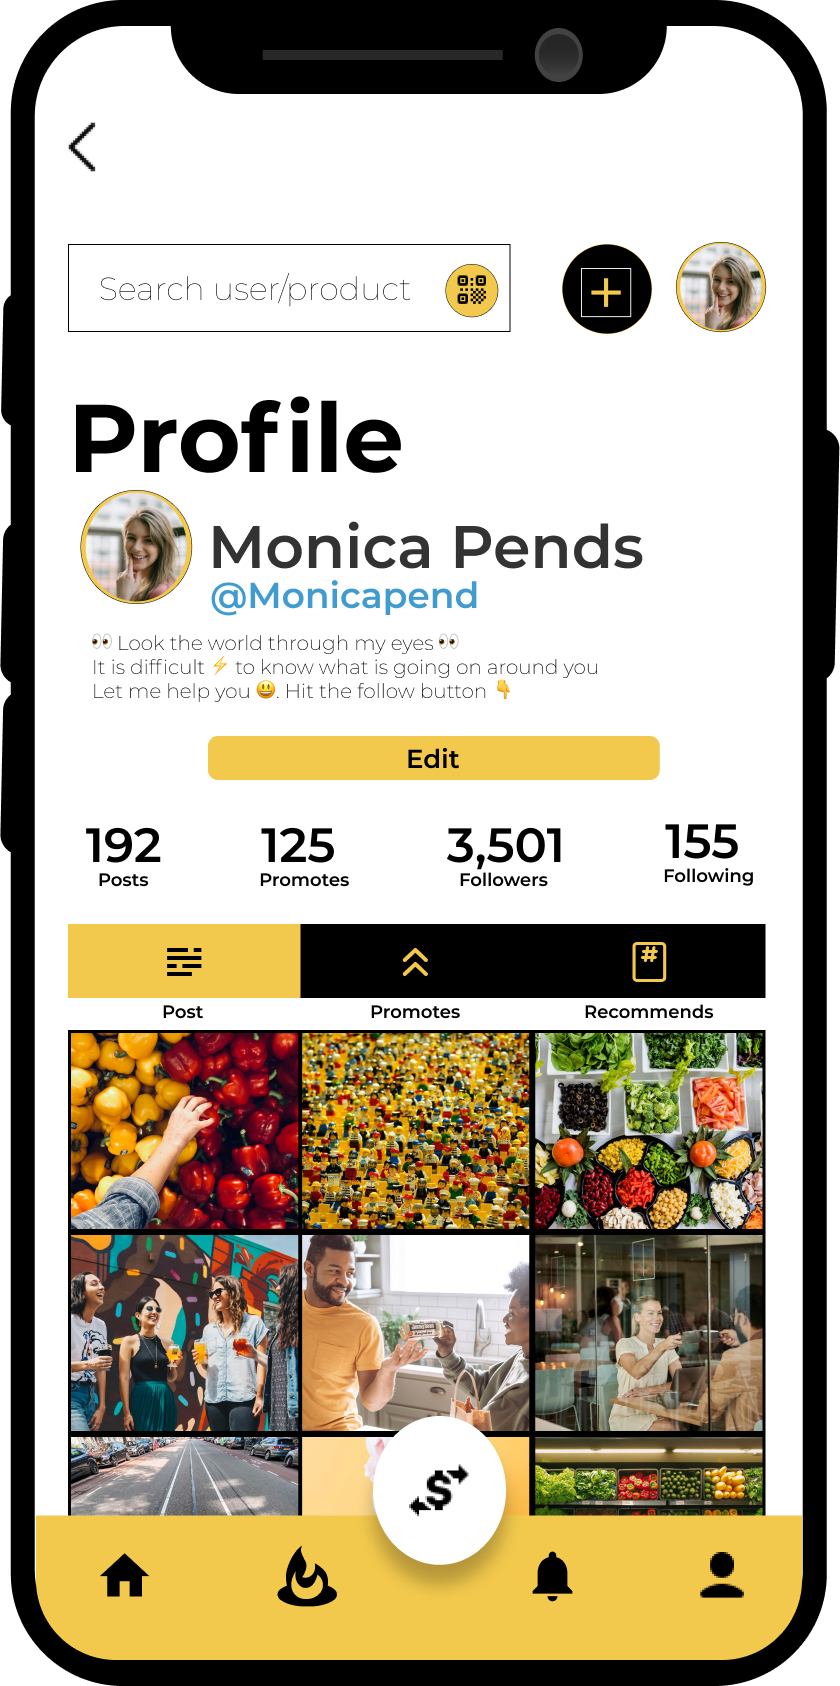 Search user/product
Profile
Monica Pends
@Monicapend
👀 Look the world through my eyes 👀
It is difficult ⚡ to know what is going on around you
Let me help you 😃. Hit the follow button 👇
Edit
192 125 3,501 155
Posts Promotes Followers Following
#
Post Promotes Recommends
$